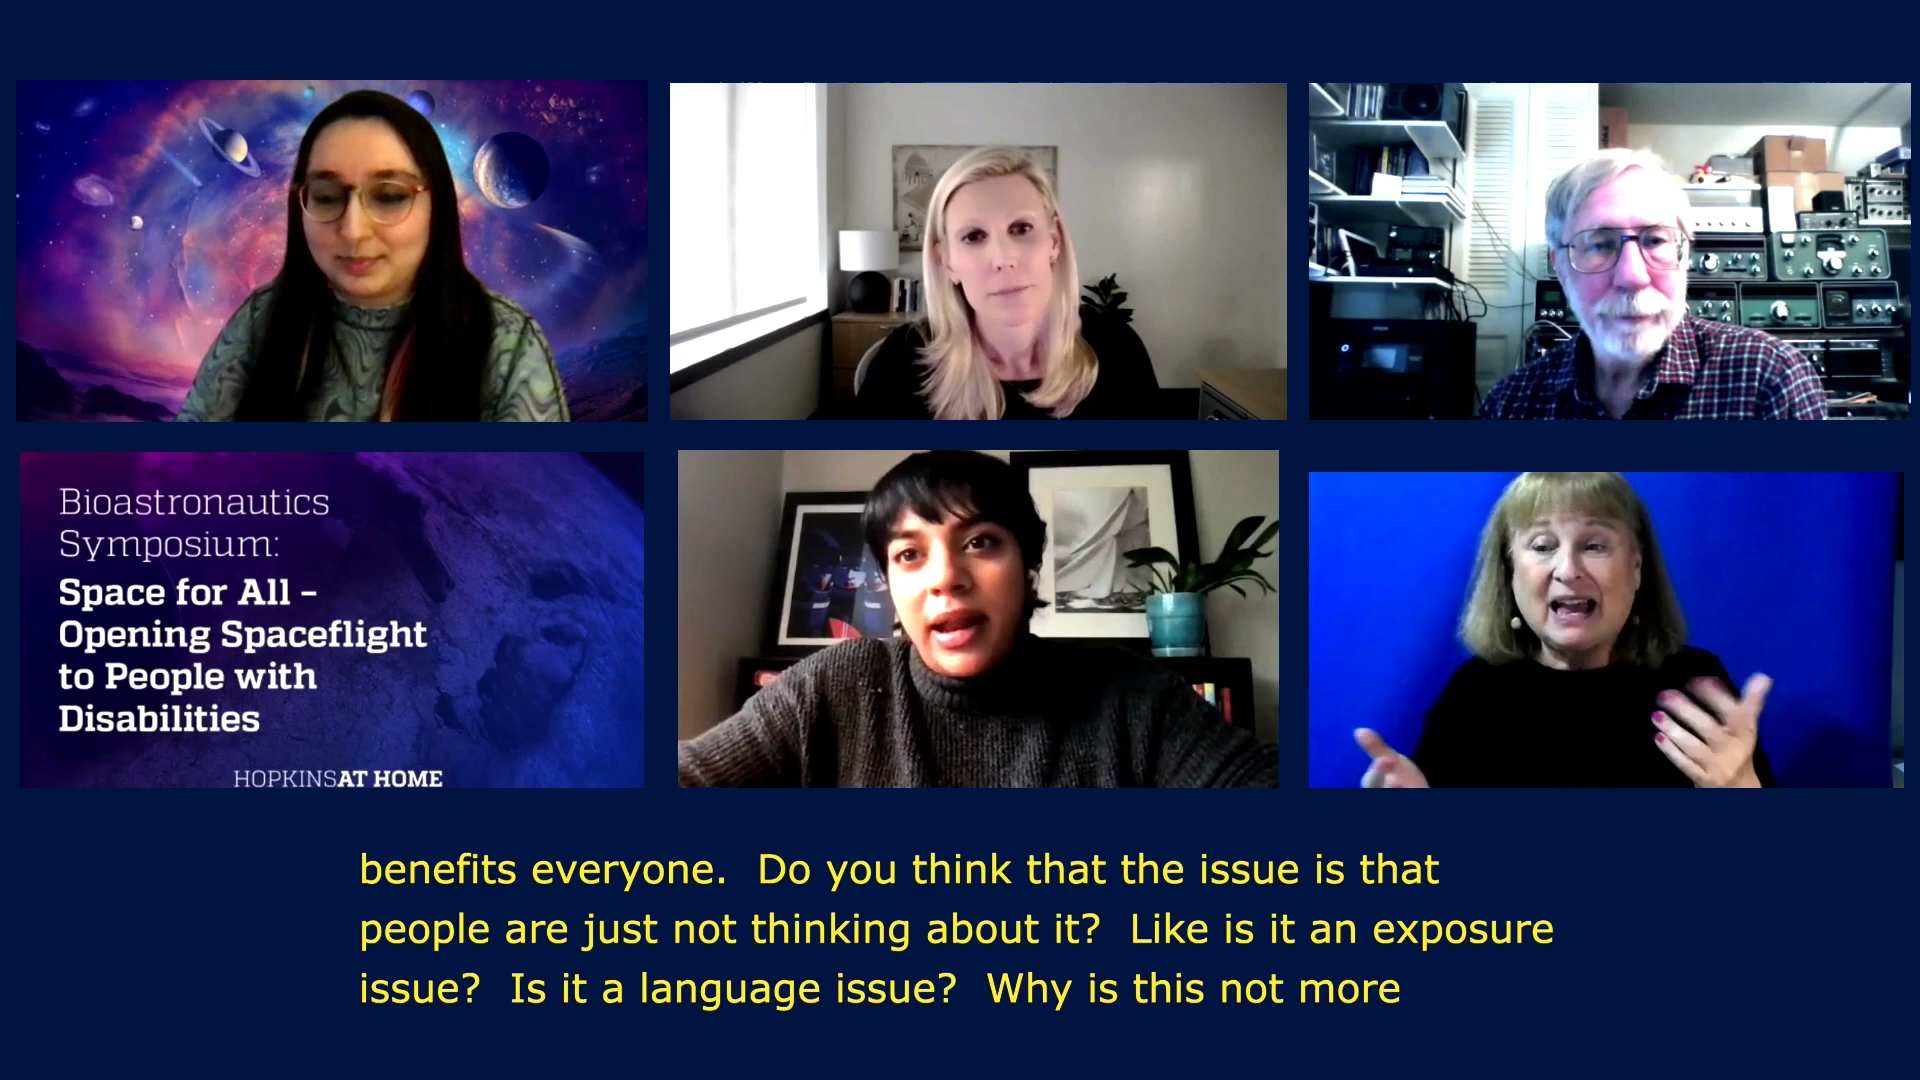 Bioastronautics
Symposium:
Space for All –
Opening Spaceflight
to People with
Disabilities
HOPKINSAT HOME
benefits everyone.  Do you think that the issue is that
people are just not thinking about it?  Like is it an exposure
issue?  Is it a language issue?  Why is this not more